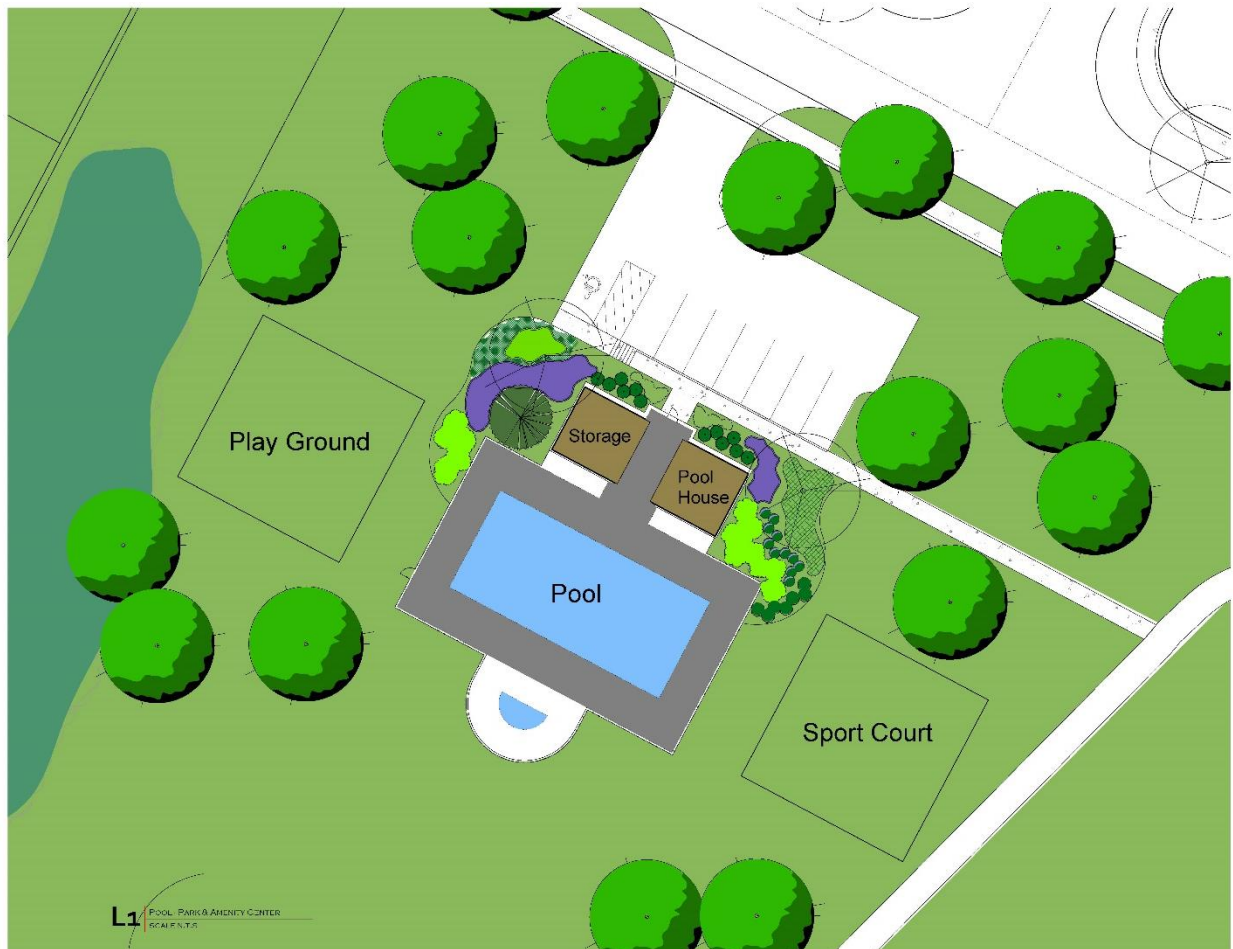 Play Ground
Storage
Pool
House
Pool
Sport Court
L1
POOL, PARK & AMENITY CENTER
SCALE N.T.S